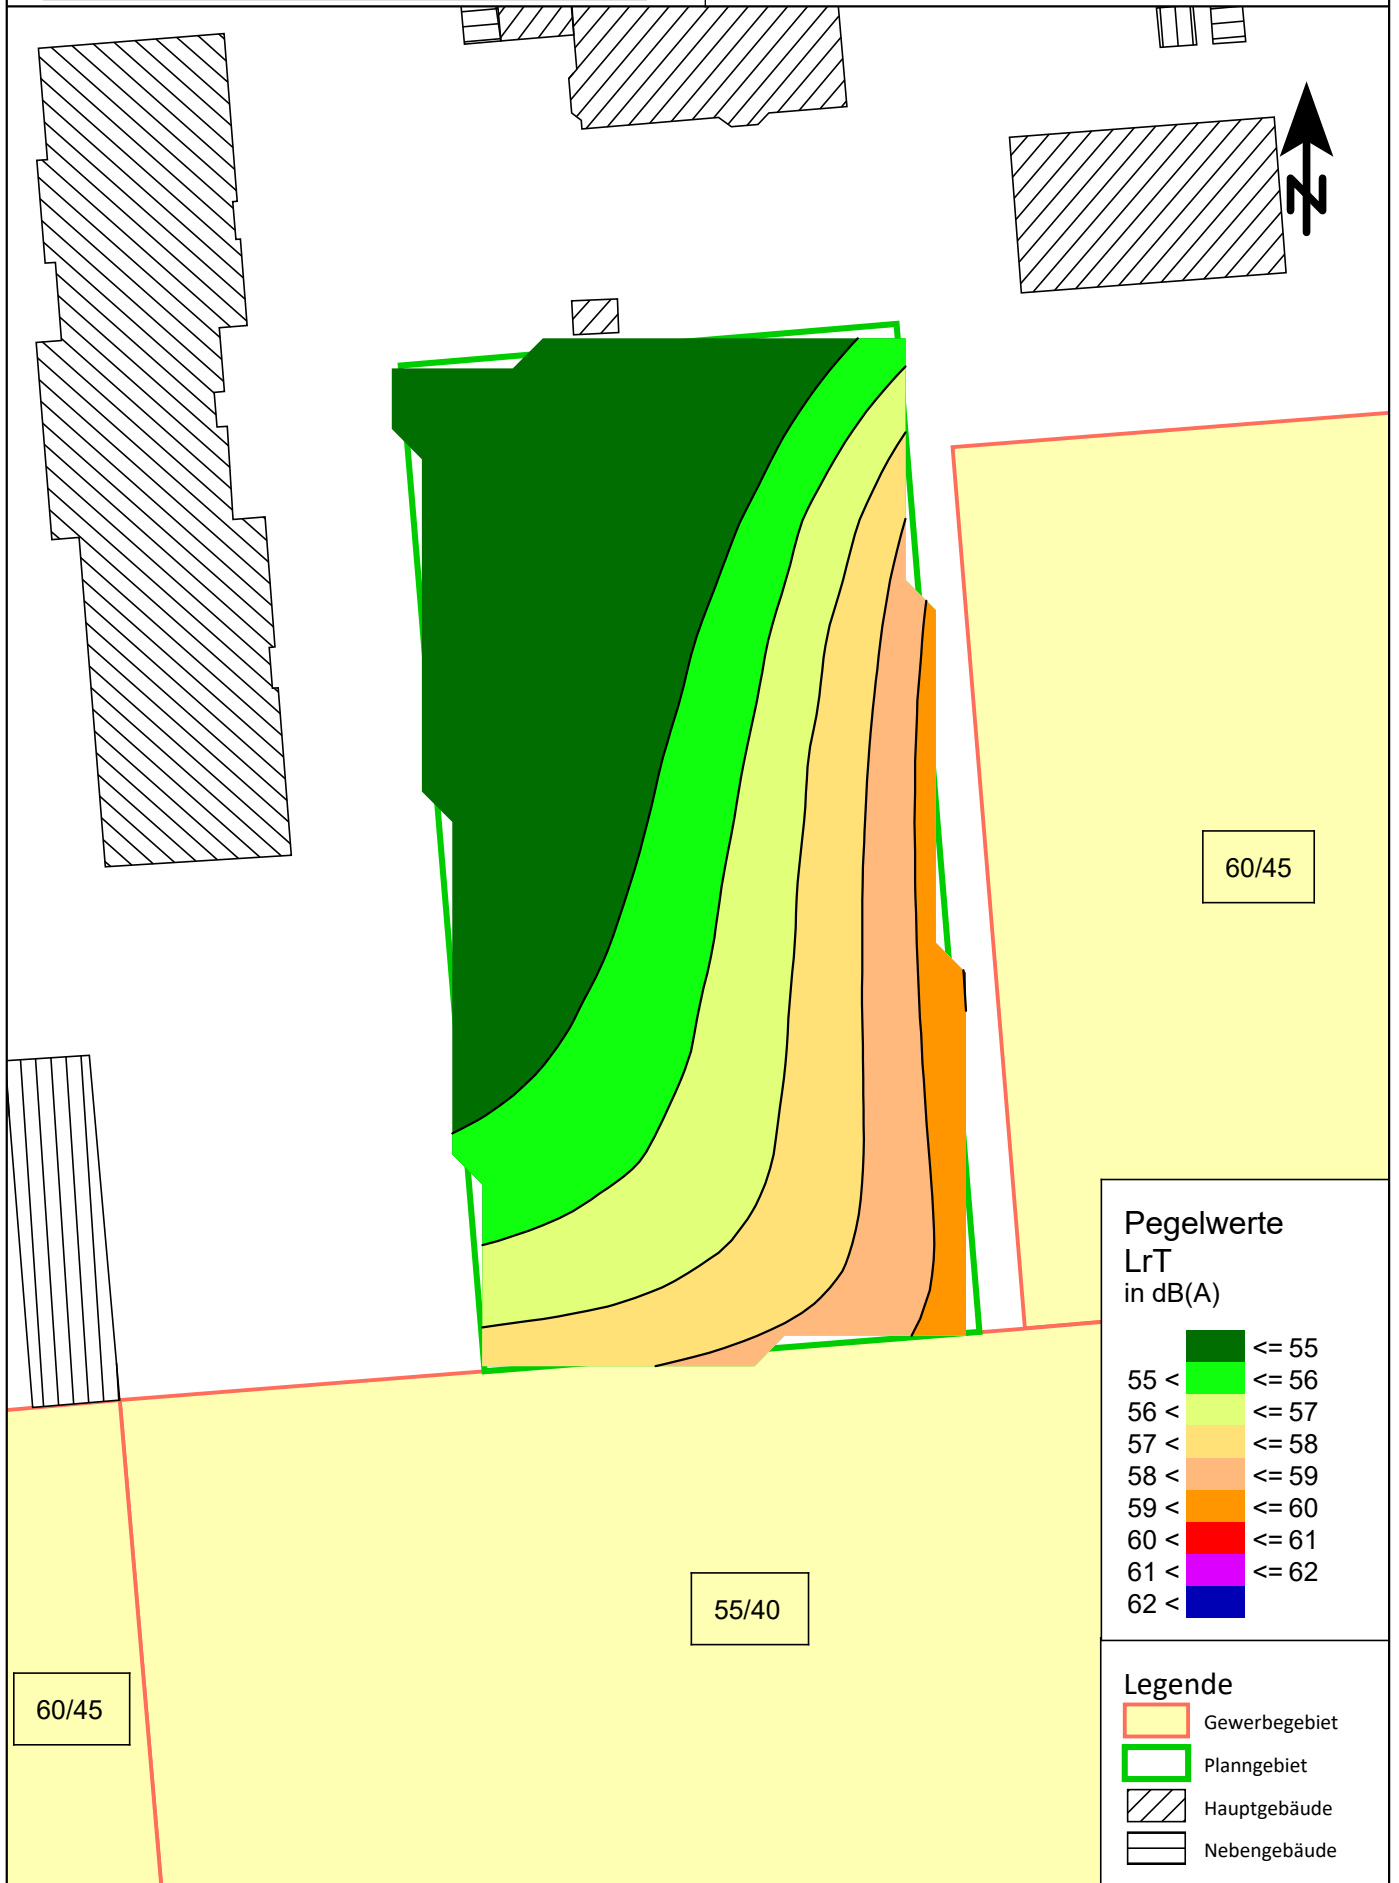 N
60/45
Pegelwerte
LrT
in dB(A)
<= 55
55 < <= 56
56 < <= 57
57 < <= 58
58 < <= 59
59 < <= 60
60 < <= 61
61 < <= 62
62 <
55/40
60/45
Legende
Gewerbegebiet
Planngebiet
Hauptgebäude
Nebengebäude